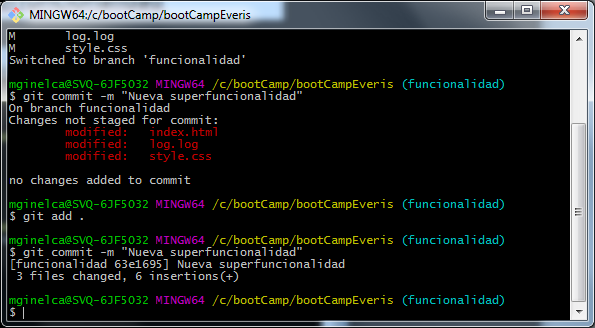 MINGW64:/c/bootCamp/bootCampEveris
M       log.log
M       style.css
Switched to branch 'funcionalidad'
mginelca@SVQ-6JF5032 MINGW64 /c/bootCamp/bootCampEveris (funcionalidad)
$ git commit -m "Nueva superfuncionalidad"
On branch funcionalidad
Changes not staged for commit:
        modified:   index.html
        modified:   log.log
        modified:   style.css
no changes added to commit
mginelca@SVQ-6JF5032 MINGW64 /c/bootCamp/bootCampEveris (funcionalidad)
$ git add .
mginelca@SVQ-6JF5032 MINGW64 /c/bootCamp/bootCampEveris (funcionalidad)
$ git commit -m "Nueva superfuncionalidad"
[funcionalidad 63e1695] Nueva superfuncionalidad
 3 files changed, 6 insertions(+)
mginelca@SVQ-6JF5032 MINGW64 /c/bootCamp/bootCampEveris (funcionalidad)
$